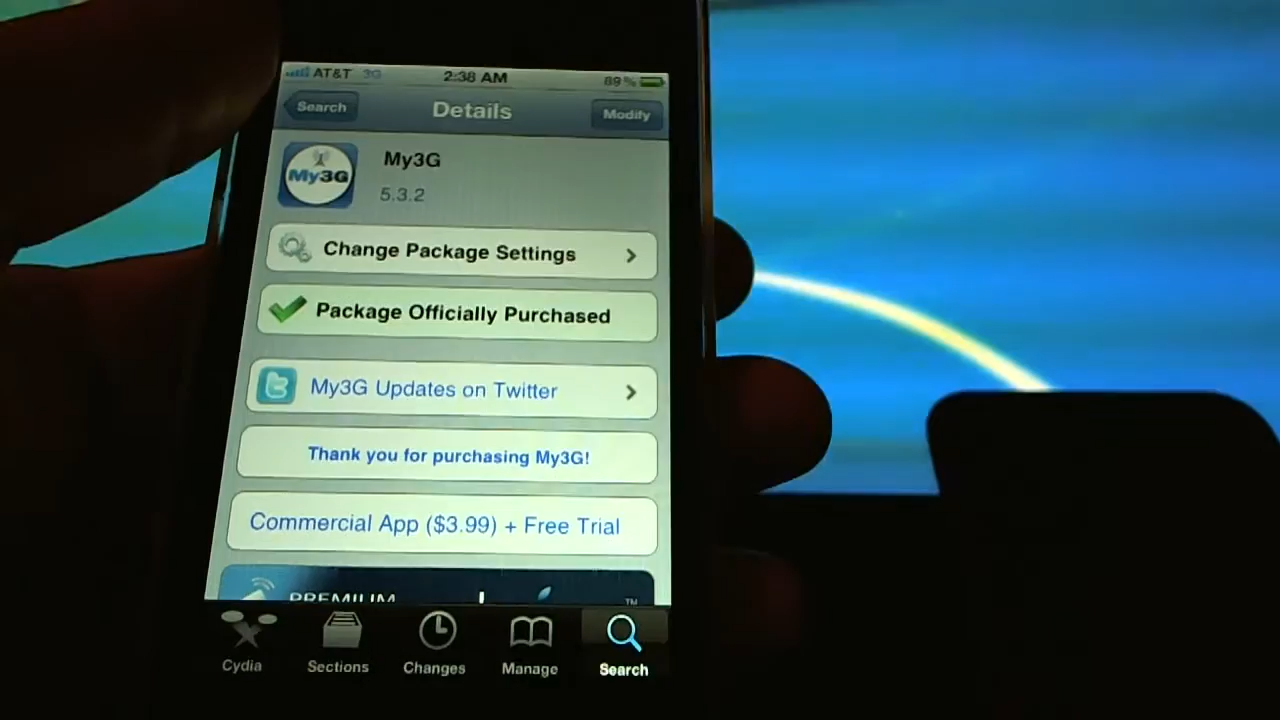 AT&T 3G 2:38 AM 89%
Search Details Modify
My3G
My3G
5.3.2
Change Package Settings
Package Officially Purchased
My3G Updates on Twitter
Thank you for purchasing My3G!
Commercial App ($3.99) + Free Trial
PREMIUM
TM
Cydia Sections Changes Manage Search